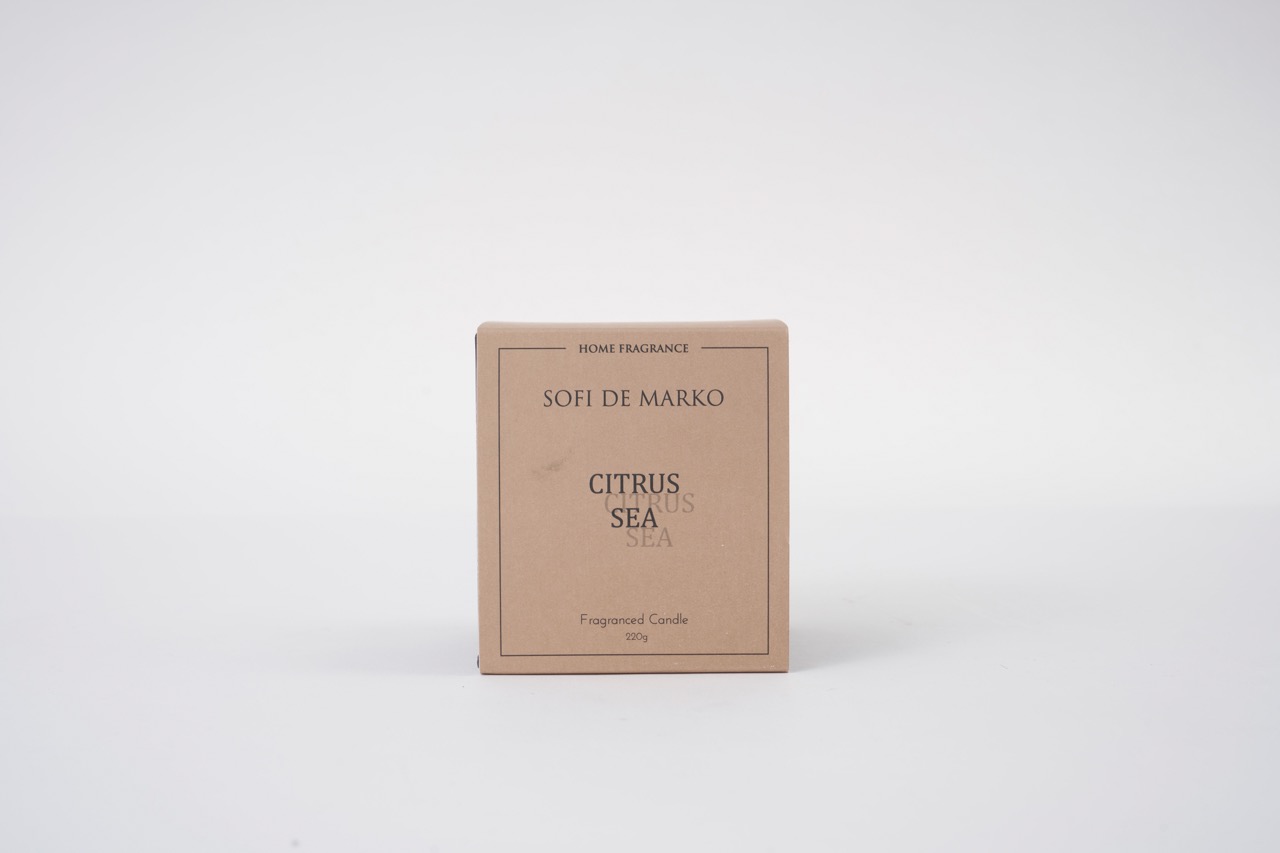 HOME FRAGRANCE
SOFI DE MARKO
CITRUS
CITRUS
SEA
SEA
Fragranced Candle
220g